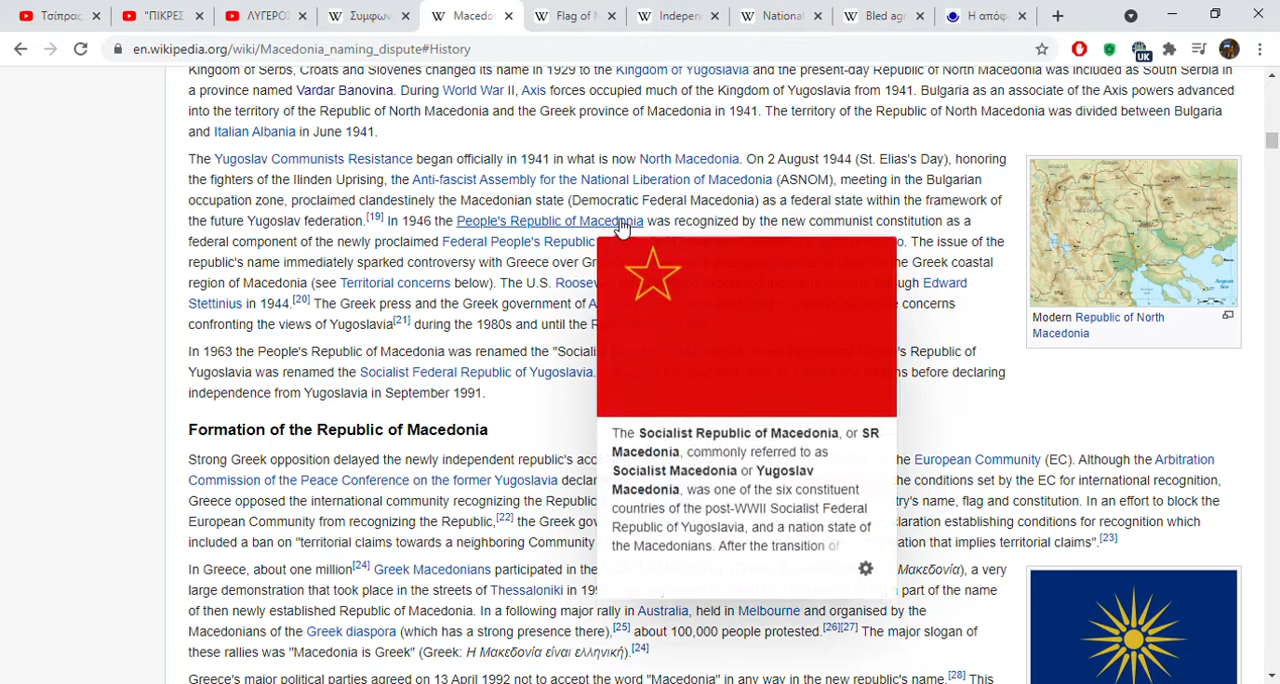 Τσίπρας,
"ΠΙΚΡΕΣ
ΛΥΓΕΡΟΣ
Συμφων
Macedo
Flag of N
Indepen
National
Bled agr
Η απόφ
en.wikipedia.org/wiki/Macedonia_naming_dispute#History
UK
Kingdom of Serbs, Croats and Slovenes changed its name in 1929 to the Kingdom of Yugoslavia and the present-day Republic of North Macedonia was included as South Serbia in
a province named Vardar Banovina. During World War II, Axis forces occupied much of the Kingdom of Yugoslavia from 1941. Bulgaria as an associate of the Axis powers advanced
into the territory of the Republic of North Macedonia and the Greek province of Macedonia in 1941. The territory of the Republic of North Macedonia was divided between Bulgaria
and Italian Albania in June 1941.
The Yugoslav Communists Resistance began officially in 1941 in what is now North Macedonia. On 2 August 1944 (St. Elias's Day), honoring
the fighters of the Ilinden Uprising, the Anti-fascist Assembly for the National Liberation of Macedonia (ASNOM), meeting in the Bulgarian
occupation zone, proclaimed clandestinely the Macedonian state (Democratic Federal Macedonia) as a federal state within the framework of
the future Yugoslav federation.[19] In 1946 the People's Republic of Macedonia was recognized by the new communist constitution as a
federal component of the newly proclaimed Federal People's Republic The issue of the
republic's name immediately sparked controversy with Greece over Gre the Greek coastal
region of Macedonia (see Territorial concerns below). The U.S. Roosev through Edward
Stettinius in 1944.[20] The Greek press and the Greek government of A concerns
confronting the views of Yugoslavia[21] during the 1980s and until the R
In 1963 the People's Republic of Macedonia was renamed the "Sociali 's Republic of
Yugoslavia was renamed the Socialist Federal Republic of Yugoslavia. before declaring
independence from Yugoslavia in September 1991.
Modern Republic of North
Macedonia
The Socialist Republic of Macedonia, or SR
Macedonia, commonly referred to as
Socialist Macedonia or Yugoslav
Macedonia, was one of the six constituent
countries of the post-WWII Socialist Federal
Republic of Yugoslavia, and a nation state of
the Macedonians. After the transition of
Formation of the Republic of Macedonia
Strong Greek opposition delayed the newly independent republic's acc the European Community (EC). Although the Arbitration
Commission of the Peace Conference on the former Yugoslavia declar the conditions set by the EC for international recognition,
Greece opposed the international community recognizing the Republic try's name, flag and constitution. In an effort to block the
European Community from recognizing the Republic,[22] the Greek gov laration establishing conditions for recognition which
included a ban on "territorial claims towards a neighboring Community ation that implies territorial claims".[23]
In Greece, about one million[24] Greek Macedonians participated in the Μακεδονία), a very
large demonstration that took place in the streets of Thessaloniki in 199 part of the name
of then newly established Republic of Macedonia. In a following major rally in Australia, held in Melbourne and organised by the
Macedonians of the Greek diaspora (which has a strong presence there),[25] about 100,000 people protested.[26][27] The major slogan of
these rallies was "Macedonia is Greek" (Greek: Η Μακεδονία είναι ελληνική).[24]
Greece's major political parties agreed on 13 April 1992 not to accept the word "Macedonia" in any way in the new republic's name.[28] This